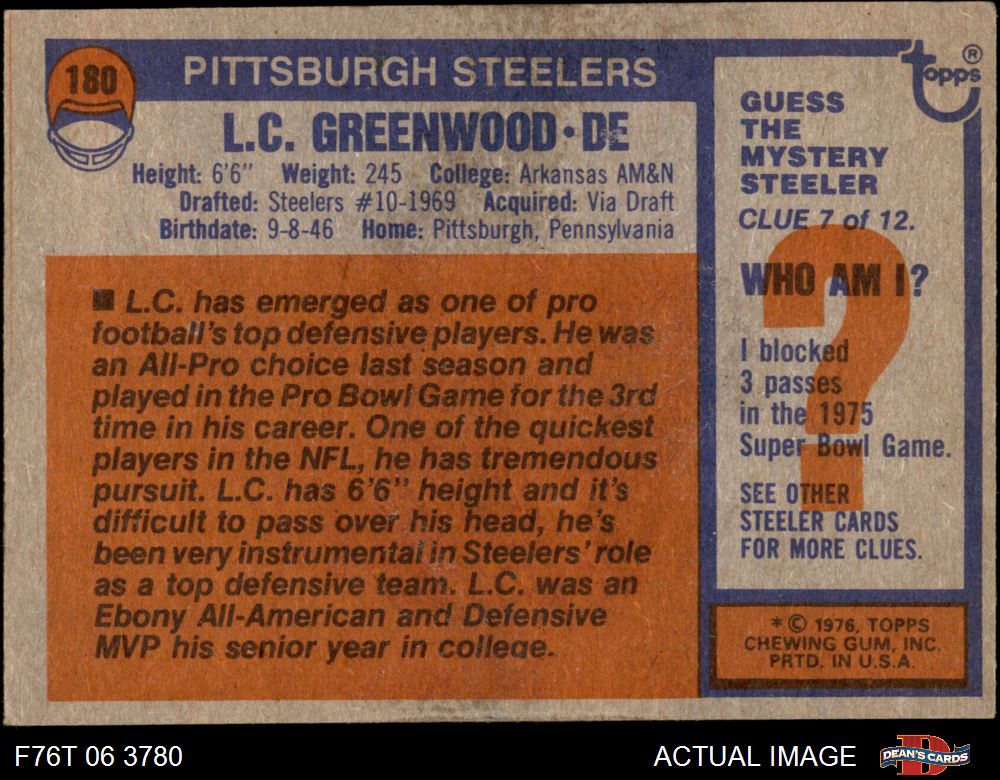 180
PITTSBURGH STEELERS
L.C. GREENWOOD • DE
Height: 6'6" Weight: 245 College: Arkansas AM&N
Drafted: Steelers #10-1969 Acquired: Via Draft
Birthdate: 9-8-46 Home: Pittsburgh, Pennsylvania
■ L.C. has emerged as one of pro
football's top defensive players. He was
an All-Pro choice last season and
played in the Pro Bowl Game for the 3rd
time in his career. One of the quickest
players in the NFL, he has tremendous
pursuit. L.C. has 6'6" height and it's
difficult to pass over his head, he's
been very instrumental in Steelers' role
as a top defensive team. L.C. was an
Ebony All-American and Defensive
MVP his senior year in college.
Topps®
GUESS
THE
MYSTERY
STEELER
CLUE 7 of 12.
WHO AM I?
?
I blocked
3 passes
in the 1975
Super Bowl Game.
SEE OTHER
STEELER CARDS
FOR MORE CLUES.
* © 1976, TOPPS
CHEWING GUM, INC.
PRTD. IN U.S.A.
F76T 06 3780
ACTUAL IMAGE
D
DEAN'S CARDS